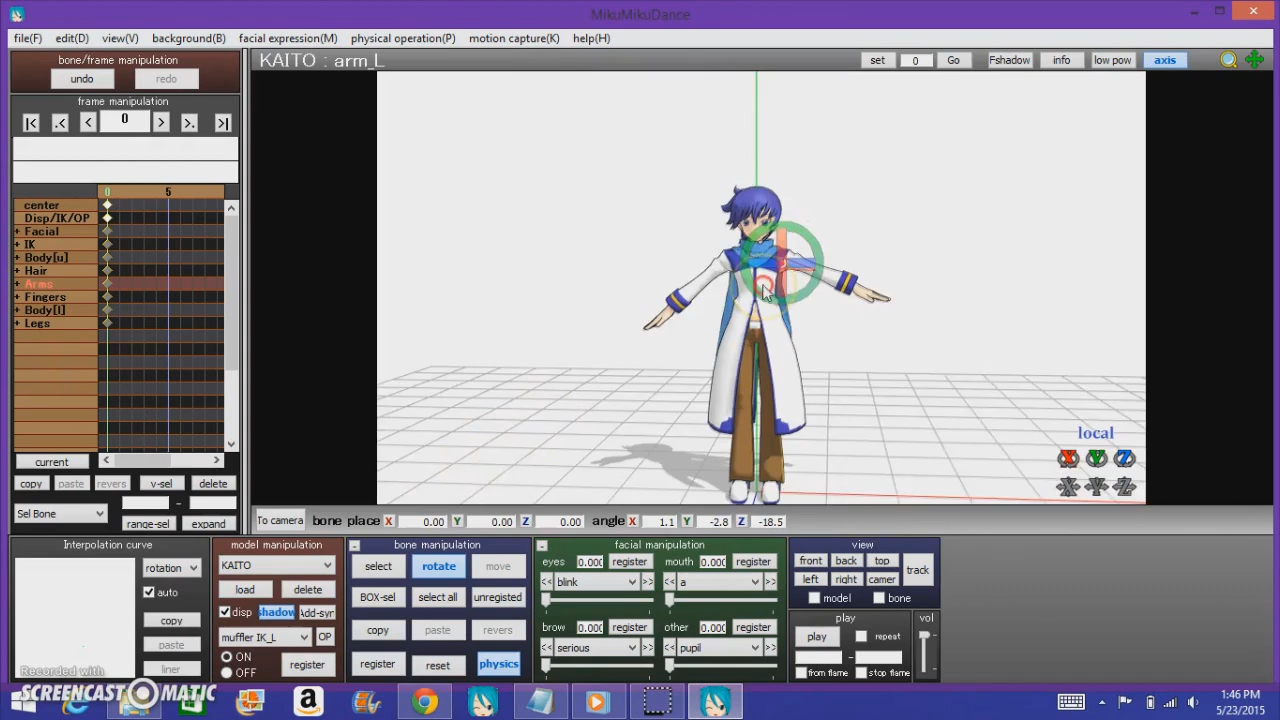 MikuMikuDance
file(F) edit(D) view(V) background(B) facial expression(M) physical operation(P) motion capture(K) help(H)
bone/frame manipulation
undo redo
frame manipulation
|< .< < 0 > >. >|
KAITO : arm_L
set 0 Go Fshadow info low pow axis
0 5
center
Disp/IK/OP
+ Facial
+ IK
+ Body[u]
+ Hair
+ Arms
+ Fingers
+ Body[l]
+ Legs
local
X Y Z
X Y Z
current
copy paste revers v-sel delete
Sel Bone -
range-sel expand
To camera bone place X 0.00 Y 0.00 Z 0.00 angle X 1.1 Y -2.8 Z -18.5
Interpolation curve
rotation
auto
copy
paste
liner
model manipulation
KAITO
load delete
disp shadow Add-syn
muffler IK_L OP
ON
OFF
register
- bone manipulation
select rotate move
BOX-sel select all unregisted
copy paste revers
register reset physics
- facial manipulation
eyes 0.000 register mouth 0.000 register
<< blink >> << a >>
brow 0.000 register other 0.000 register
<< serious >> << pupil >>
view
front back top
left right camer
track
model bone
play
play repeat
-
from flame stop flame
vol
Recorded with
SCREENCAST-O-MATIC
1:46 PM
5/23/2015